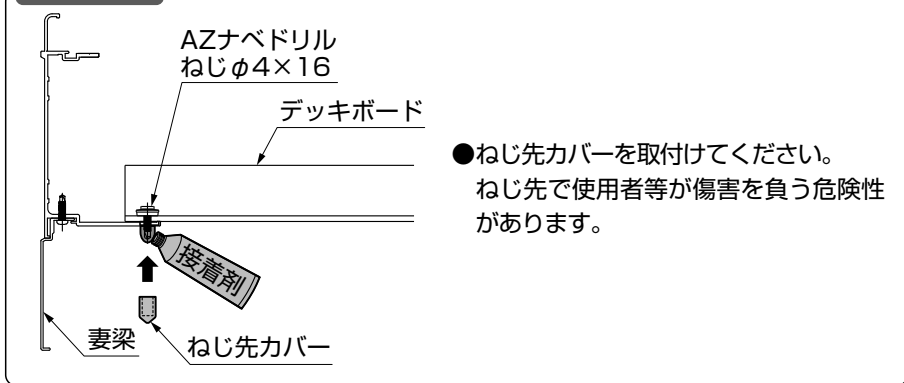 AZナベドリル
ねじφ4×16
デッキボード
●ねじ先カバーを取付けてください。
ねじ先で使用者等が傷害を負う危険性
があります。
接着剤
妻梁
ねじ先カバー